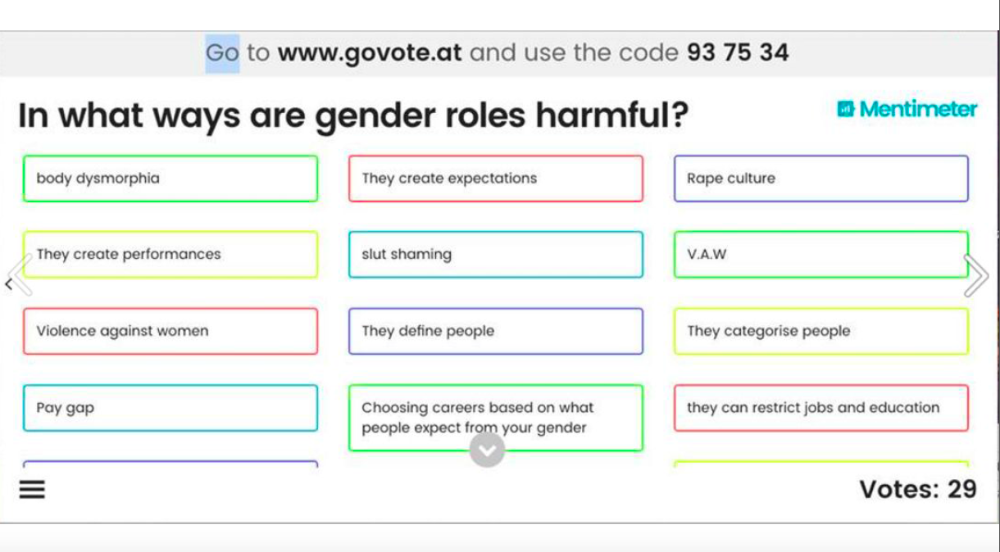 Go to www.govote.at and use the code 93 75 34
In what ways are gender roles harmful?
Mentimeter
body dysmorphia
They create expectations
Rape culture
They create performances
slut shaming
V.A.W
Violence against women
They define people
They categorise people
Pay gap
Choosing careers based on what
people expect from your gender
they can restrict jobs and education
Votes: 29